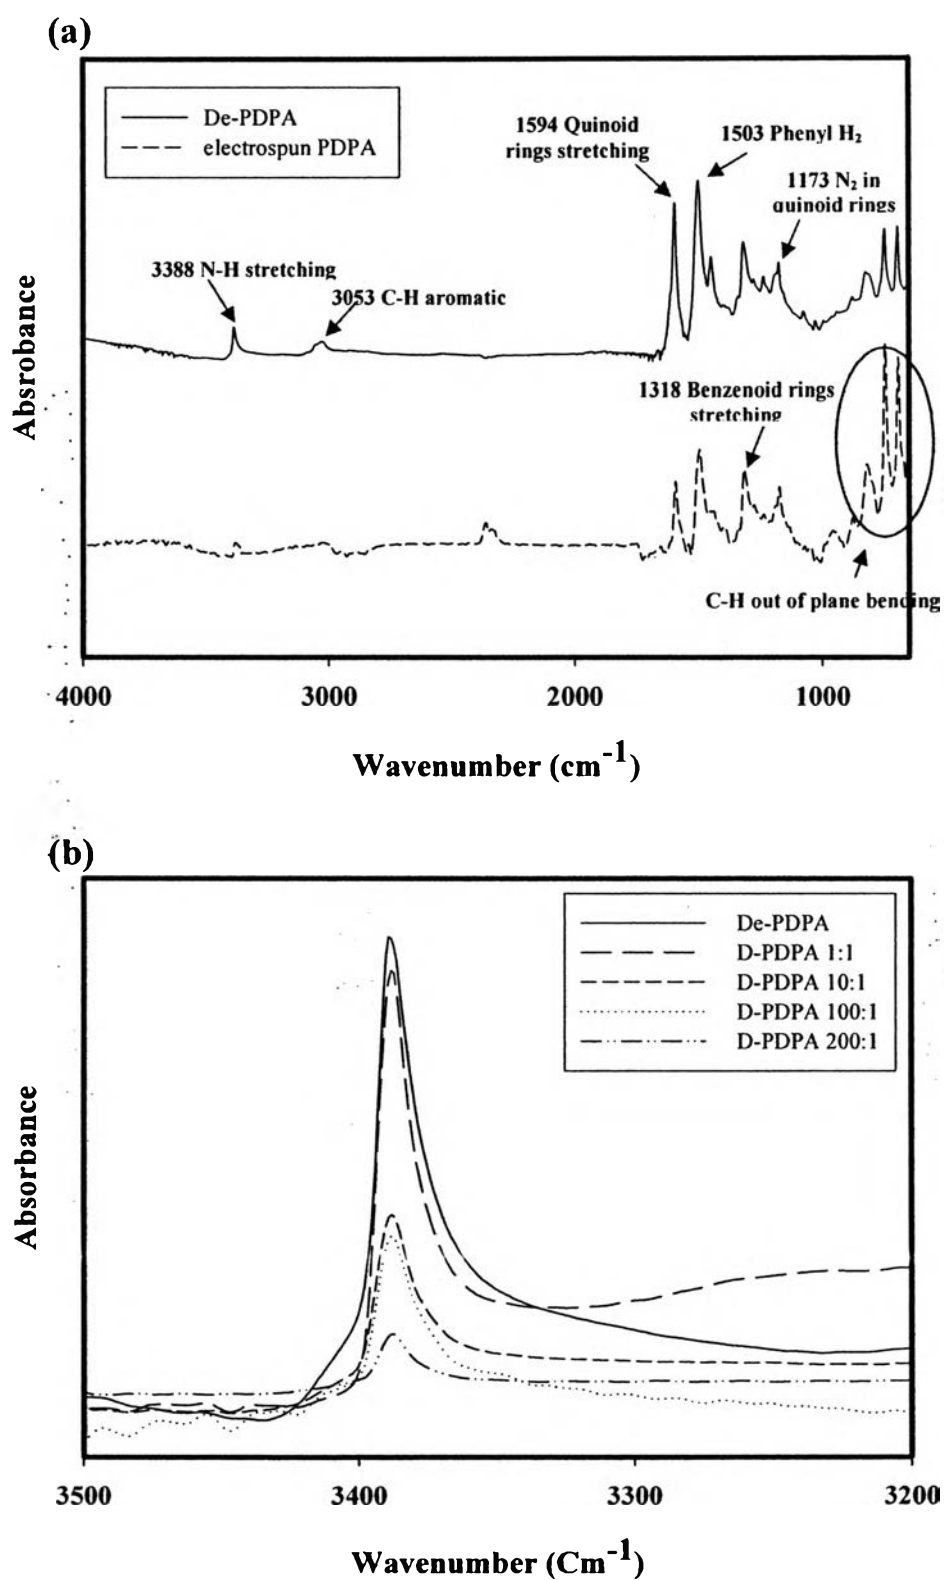 (a)
De-PDPA
electrospun PDPA
1594 Quinoid
rings stretching
1503 Phenyl H₂
1173 N₂ in
quinoid rings
3388 N-H stretching
3053 C-H aromatic
1318 Benzenoid rings
stretching
C-H out of plane bending
Absrobance
4000 3000 2000 1000
Wavenumber (cm⁻¹)
(b)
De-PDPA
D-PDPA 1:1
D-PDPA 10:1
D-PDPA 100:1
D-PDPA 200:1
Absorbance
3500 3400 3300 3200
Wavenumber (Cm⁻¹)